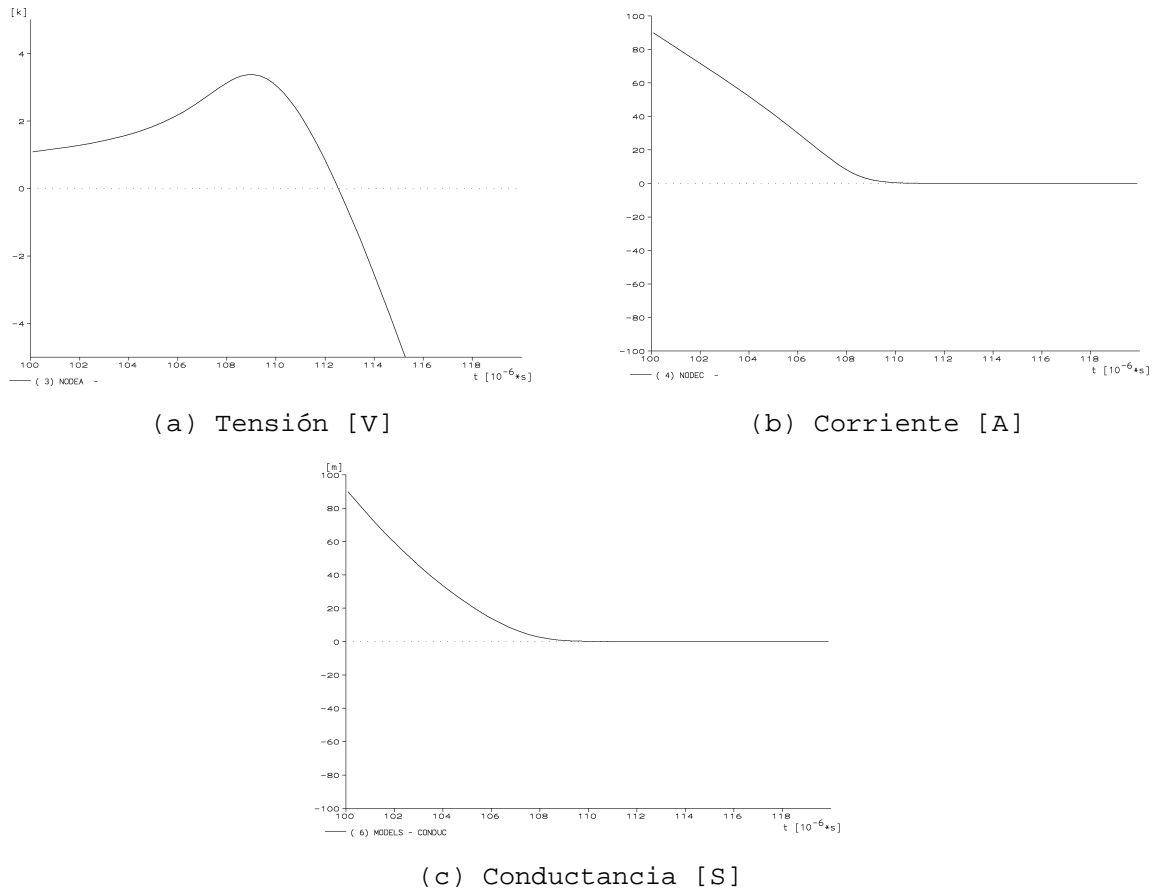 [k]
4
2
0
-2
-4
100 102 104 106 108 110 112 114 116 118
t [10-6*s]
( 3) NODEA -
(a) Tensión [V]
100
80
60
40
20
0
-20
-40
-60
-80
-100
100 102 104 106 108 110 112 114 116 118
t [10-6*s]
( 4) NODEC -
(b) Corriente [A]
[m]
100
80
60
40
20
0
-20
-40
-60
-80
-100
100 102 104 106 108 110 112 114 116 118
t [10-6*s]
( 6) MODELS - CONDUC
(c) Conductancia [S]